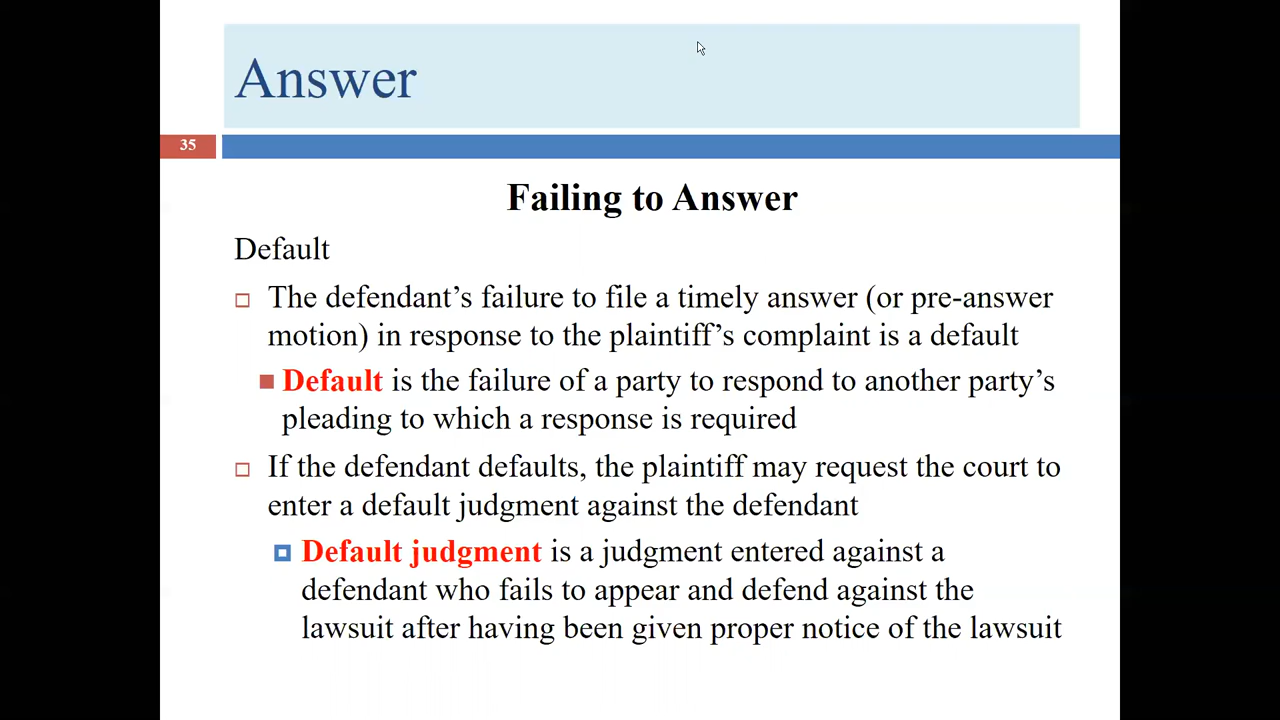 Answer
35
Failing to Answer
Default
The defendant’s failure to file a timely answer (or pre-answer
motion) in response to the plaintiff’s complaint is a default
Default is the failure of a party to respond to another party’s
pleading to which a response is required
If the defendant defaults, the plaintiff may request the court to
enter a default judgment against the defendant
Default judgment is a judgment entered against a
defendant who fails to appear and defend against the
lawsuit after having been given proper notice of the lawsuit